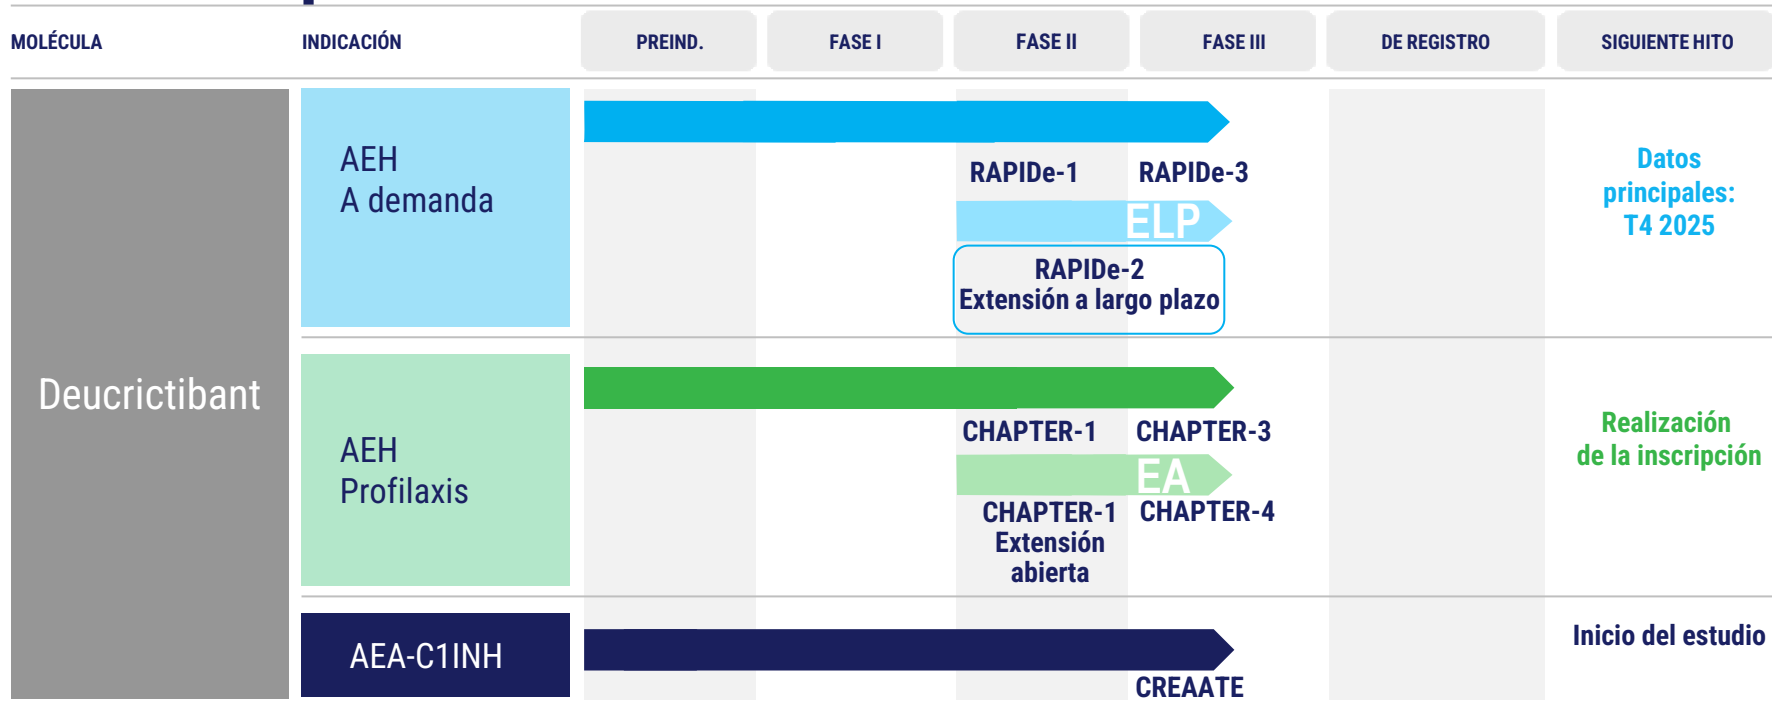 MOLÉCULA
INDICACIÓN
PREIND.
FASE I
FASE II
FASE III
DE REGISTRO
SIGUIENTE HITO
Deucrictibant
AEH
A demanda
RAPIDe-1
RAPIDe-3
ELP
RAPIDe-2
Extensión a largo plazo
Datos
principales:
T4 2025
AEH
Profilaxis
CHAPTER-1
CHAPTER-3
EA
CHAPTER-1
Extensión
abierta
CHAPTER-4
Realización
de la inscripción
AEA-C1INH
CREAATE
Inicio del estudio